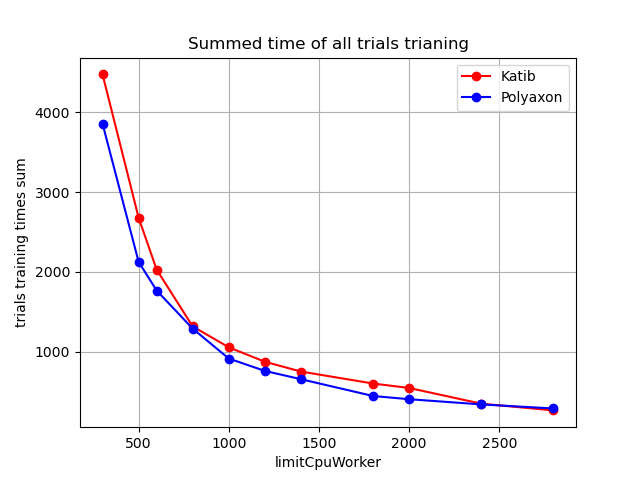 Summed time of all trials trianing
Katib
Polyaxon
trials training times sum
4000
3000
2000
1000
500
1000
1500
2000
2500
limitCpuWorker